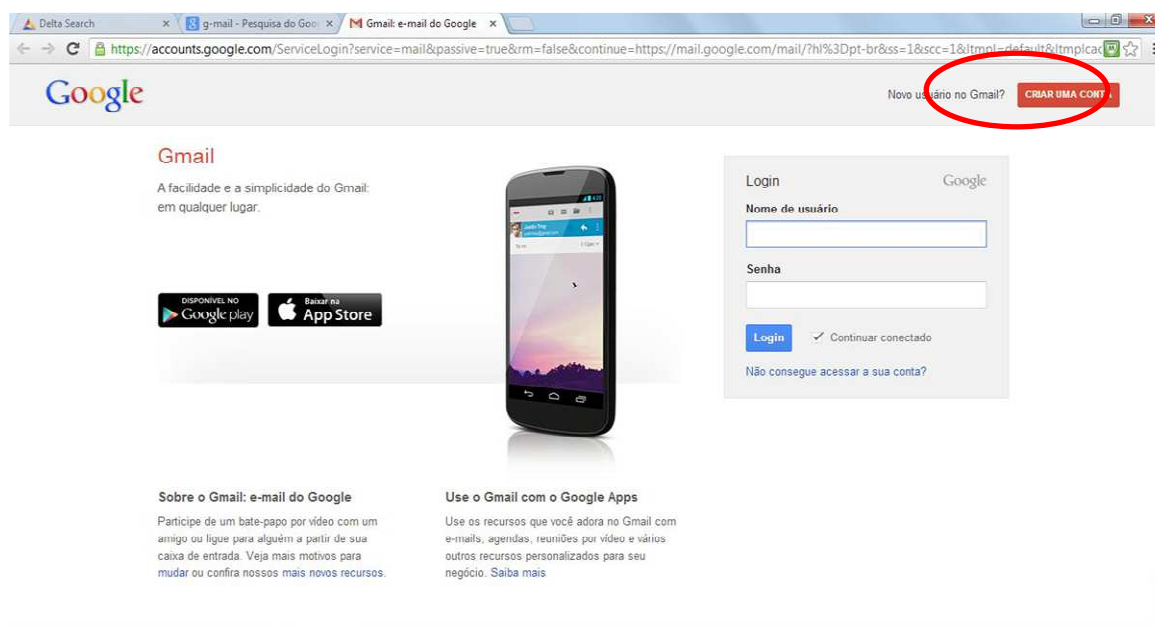 Delta Search
g-mail - Pesquisa do Goo
Gmail: e-mail do Google
https://accounts.google.com/ServiceLogin?service=mail&passive=true&rm=false&continue=https://mail.google.com/mail/?hl%3Dpt-br&ss=1&scc=1&ltmpl=default&ltmplcac
Google
Novo usuário no Gmail?
CRIAR UMA CONTA
Gmail
A facilidade e a simplicidade do Gmail:
em qualquer lugar.
DISPONÍVEL NO
Google play
Baixar na
App Store
Login
Google
Nome de usuário
Senha
Login
Continuar conectado
Não consegue acessar a sua conta?
Sobre o Gmail: e-mail do Google
Participe de um bate-papo por vídeo com um
amigo ou ligue para alguém a partir de sua
caixa de entrada. Veja mais motivos para
mudar ou confira nossos mais novos recursos.
Use o Gmail com o Google Apps
Use os recursos que você adora no Gmail com
e-mails, agendas, reuniões por vídeo e vários
outros recursos personalizados para seu
negócio. Saiba mais